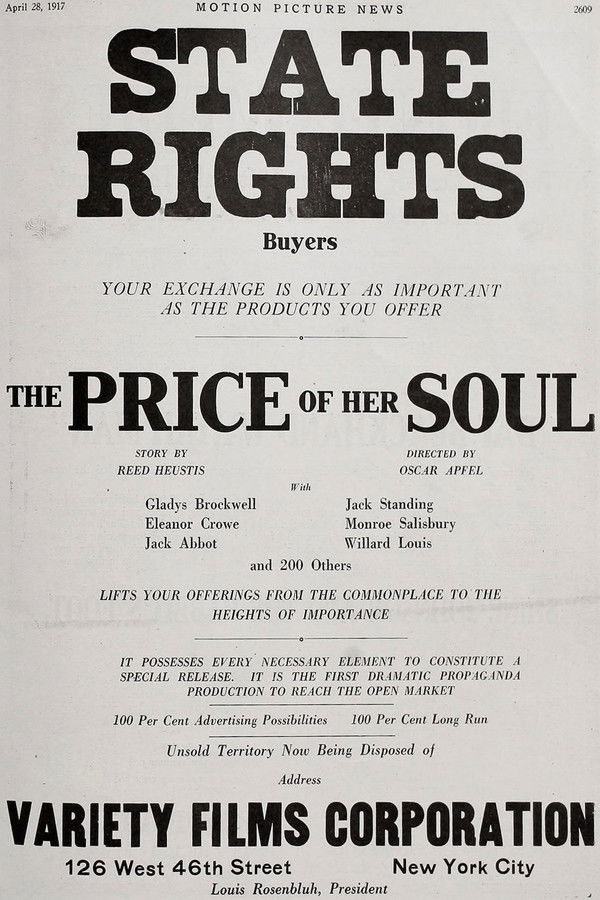 April 28, 1917 MOTION PICTURE NEWS 2609
STATE
RIGHTS
Buyers
YOUR EXCHANGE IS ONLY AS IMPORTANT
AS THE PRODUCTS YOU OFFER
THE PRICE OF HER SOUL
STORY BY DIRECTED BY
REED HEUSTIS OSCAR APFEL
With
Gladys Brockwell Jack Standing
Eleanor Crowe Monroe Salisbury
Jack Abbot Willard Louis
and 200 Others
LIFTS YOUR OFFERINGS FROM THE COMMONPLACE TO THE
HEIGHTS OF IMPORTANCE
IT POSSESSES EVERY NECESSARY ELEMENT TO CONSTITUTE A
SPECIAL RELEASE. IT IS THE FIRST DRAMATIC PROPAGANDA
PRODUCTION TO REACH THE OPEN MARKET
100 Per Cent Advertising Possibilities 100 Per Cent Long Run
Unsold Territory Now Being Disposed of
Address
VARIETY FILMS CORPORATION
126 West 46th Street New York City
Louis Rosenbluh, President